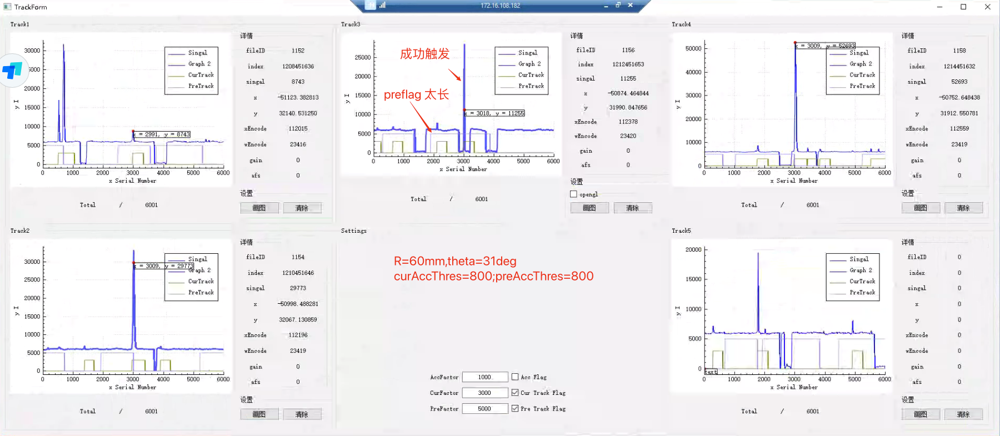 TrackForm
172.16.108.182
Track1
30000
25000
20000
15000
10000
5000
0
0 1000 2000 3000 4000 5000 6000
y I
x Serial Number
Singal
Graph 2
CurTrack
PreTrack
x = 2991, y = 8743
Total / 6001
详情
fileID 1152
index 1208451636
singal 8743
x -51123.382813
y 32140.531250
xEncode 112015
wEncode 23416
gain 0
afs 0
设置
画图 清除
Track3
25000
20000
15000
10000
5000
0
0 1000 2000 3000 4000 5000 6000
y I
x Serial Number
Singal
Graph 2
CurTrack
PreTrack
成功触发
preflag 太长
x = 3018, y = 11255
Total / 6001
详情
fileID 1156
index 1212451653
singal 11255
x -50874.464844
y 31990.847656
xEncode 112378
wEncode 23420
gain 0
afs 0
设置
opengl
画图 清除
Track4
50000
40000
30000
20000
10000
0
0 1000 2000 3000 4000 5000 6000
y I
x Serial Number
x = 3009, y = 52693
Singal
Graph 2
CurTrack
PreTrack
Total / 6001
详情
fileID 1158
index 1214451632
singal 52693
x -50752.648438
y 31912.550781
xEncode 112559
wEncode 23419
gain 0
afs 0
设置
画图 清除
Track2
30000
25000
20000
15000
10000
5000
0
0 1000 2000 3000 4000 5000 6000
y I
x Serial Number
Singal
x = 3009, y = 29773
Graph 2
CurTrack
PreTrack
Total / 6001
详情
fileID 1154
index 1210451646
singal 29773
x -50998.488281
y 32067.130859
xEncode 112196
wEncode 23419
gain 0
afs 0
设置
画图 清除
Settings
R=60mm,theta=31deg
curAccThres=800;preAccThres=800
AccFactor 1000 Acc Flag
CurFactor 3000 Cur Track Flag
PreFactor 5000 Pre Track Flag
Track5
20000
15000
10000
5000
0
0 1000 2000 3000 4000 5000 6000
y I
x Serial Number
text
Singal
Graph 2
CurTrack
PreTrack
Total / 6001
详情
fileID 0
index 0
singal 0
x 0
y 0
xEncode 0
wEncode 0
gain 0
afs 0
设置
画图 清除